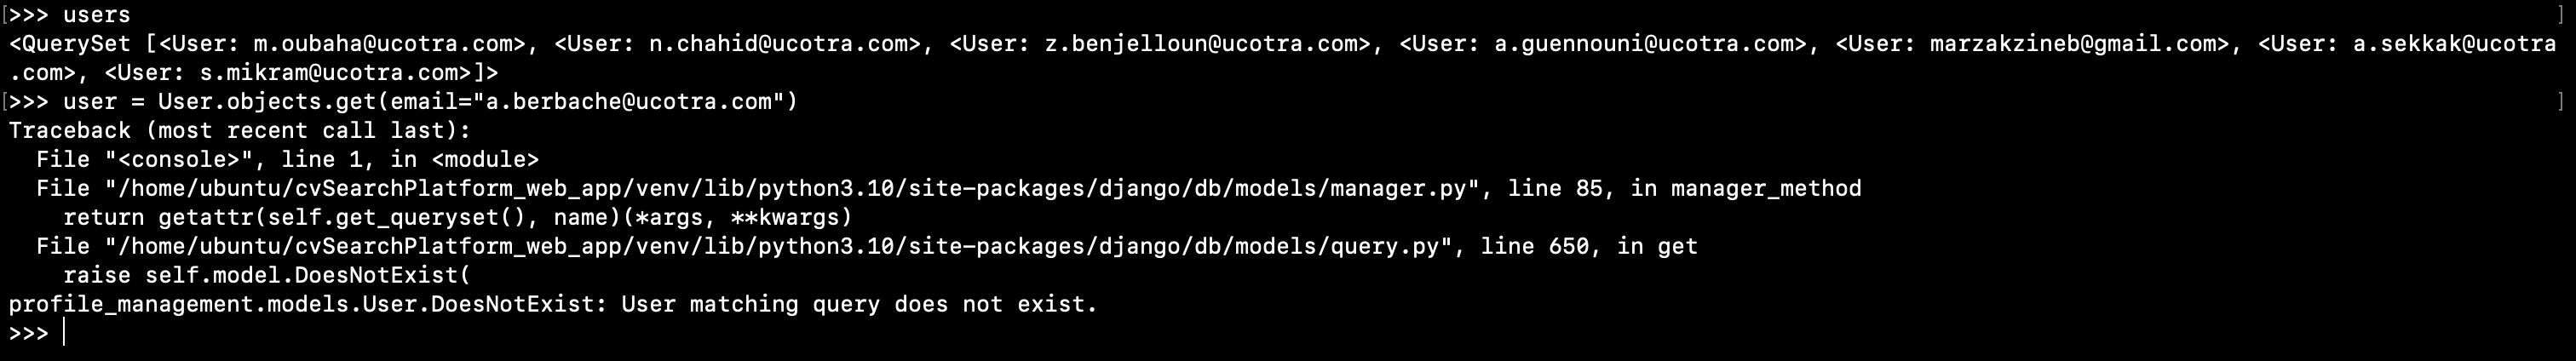 [>>> users ]
<QuerySet [<User: m.oubaha@ucotra.com>, <User: n.chahid@ucotra.com>, <User: z.benjelloun@ucotra.com>, <User: a.guennouni@ucotra.com>, <User: marzakzineb@gmail.com>, <User: a.sekkak@ucotra
.com>, <User: s.mikram@ucotra.com>]>
[>>> user = User.objects.get(email="a.berbache@ucotra.com") ]
Traceback (most recent call last):
  File "<console>", line 1, in <module>
  File "/home/ubuntu/cvSearchPlatform_web_app/venv/lib/python3.10/site-packages/django/db/models/manager.py", line 85, in manager_method
    return getattr(self.get_queryset(), name)(*args, **kwargs)
  File "/home/ubuntu/cvSearchPlatform_web_app/venv/lib/python3.10/site-packages/django/db/models/query.py", line 650, in get
    raise self.model.DoesNotExist(
profile_management.models.User.DoesNotExist: User matching query does not exist.
>>>